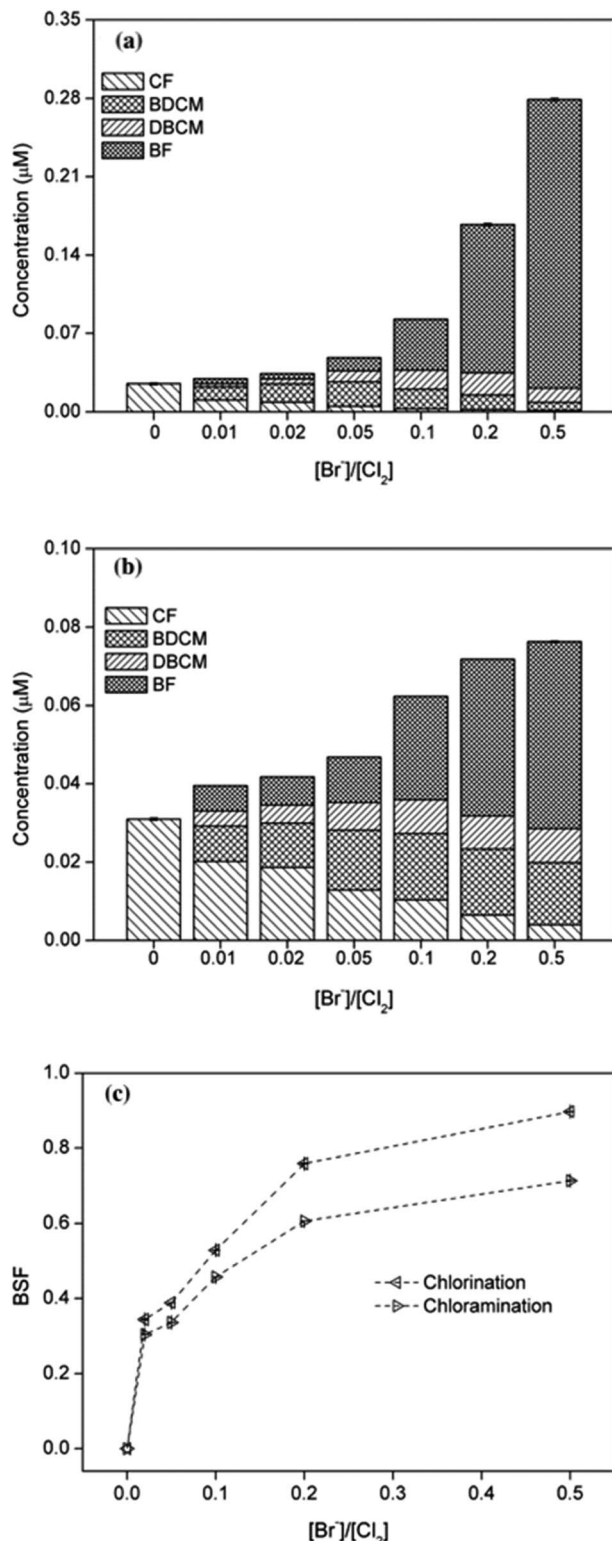 (a)
CF
BDCM
DBCM
BF
Concentration (μM)
0.35
0.28
0.21
0.14
0.07
0.00
0 0.01 0.02 0.05 0.1 0.2 0.5
[Br⁻]/[Cl₂]
(b)
CF
BDCM
DBCM
BF
Concentration (μM)
0.10
0.08
0.06
0.04
0.02
0.00
0 0.01 0.02 0.05 0.1 0.2 0.5
[Br⁻]/[Cl₂]
(c)
BSF
1.0
0.8
0.6
0.4
0.2
0.0
Chlorination
Chloramination
0.0 0.1 0.2 0.3 0.4 0.5
[Br⁻]/[Cl₂]